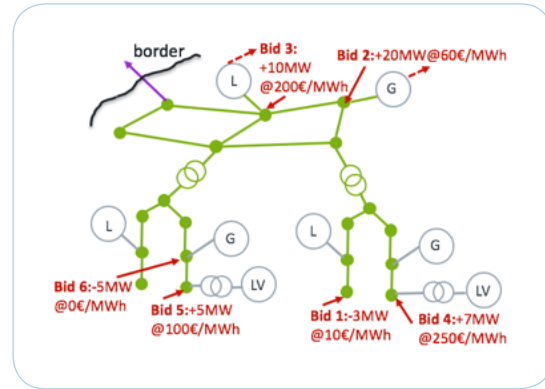 border
L
Bid 3:
+10MW
@200€/MWh
Bid 2:+20MW@60€/MWh
G
L
G
LV
L
G
LV
Bid 6:-5MW
@0€/MWh
Bid 5:+5MW
@100€/MWh
Bid 1:-3MW
@10€/MWh
Bid 4:+7MW
@250€/MWh